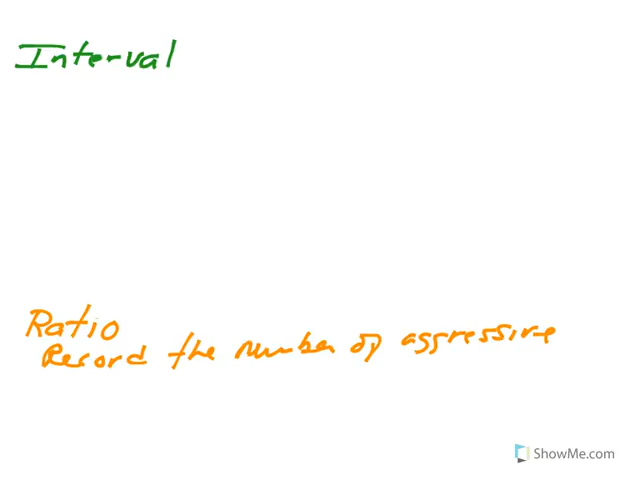 Interval
Ratio
Record the number of aggressive
ShowMe.com